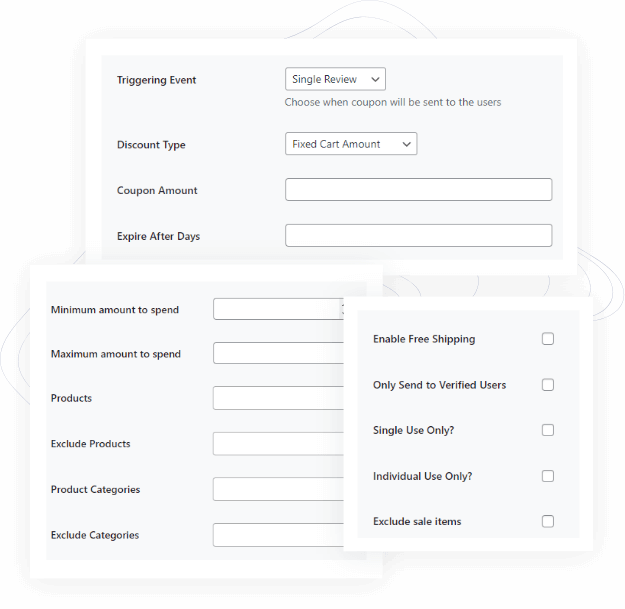 Triggering Event
Single Review
Choose when coupon will be sent to the users
Discount Type
Fixed Cart Amount
Coupon Amount
Expire After Days
Minimum amount to spend
Maximum amount to spend
Products
Exclude Products
Product Categories
Exclude Categories
Enable Free Shipping
Only Send to Verified Users
Single Use Only?
Individual Use Only?
Exclude sale items